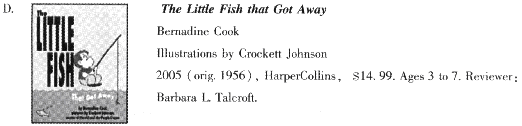 D.
The Little Fish that Got Away
Bernadine Cook
Illustrations by Crockett Johnson
2005 (orig. 1956), HarperCollins, $14. 99. Ages 3 to 7. Reviewer:
Barbara L. Talcroft.
The
LITTLE
FISH
That Got Away
by Bernadine Cook